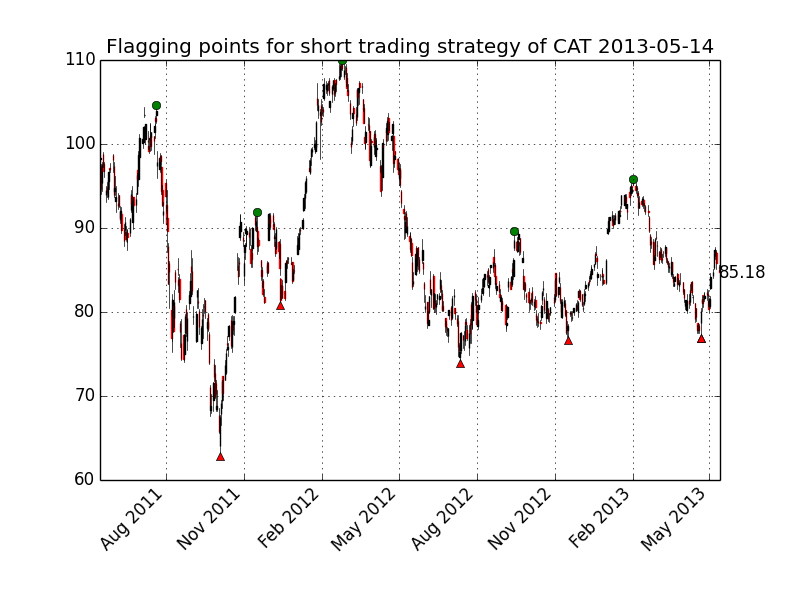 Flagging points for short trading strategy of CAT 2013-05-14
110
100
90
80
70
60
85.18
Aug 2011
Nov 2011
Feb 2012
May 2012
Aug 2012
Nov 2012
Feb 2013
May 2013